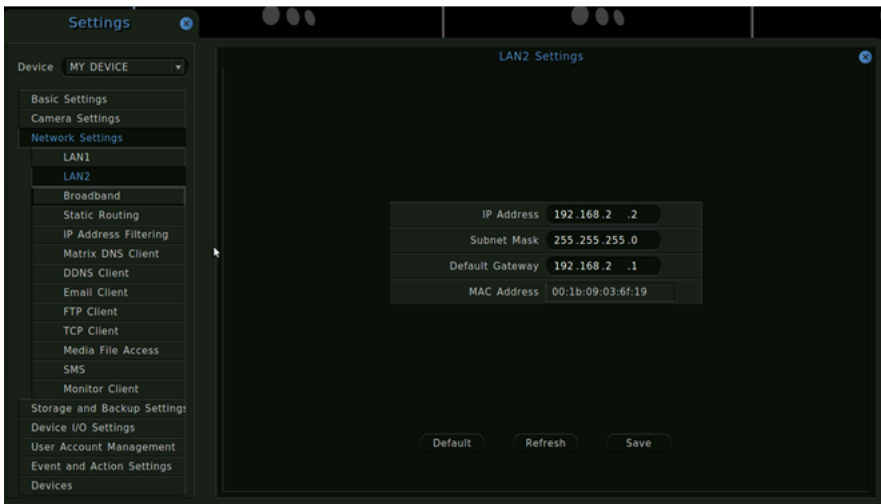 Settings
Device MY DEVICE
Basic Settings
Camera Settings
Network Settings
LAN1
LAN2
Broadband
Static Routing
IP Address Filtering
Matrix DNS Client
DDNS Client
Email Client
FTP Client
TCP Client
Media File Access
SMS
Monitor Client
Storage and Backup Settings
Device I/O Settings
User Account Management
Event and Action Settings
Devices
LAN2 Settings
IP Address 192.168.2 .2
Subnet Mask 255.255.255.0
Default Gateway 192.168.2 .1
MAC Address 00:1b:09:03:6f:19
Default Refresh Save